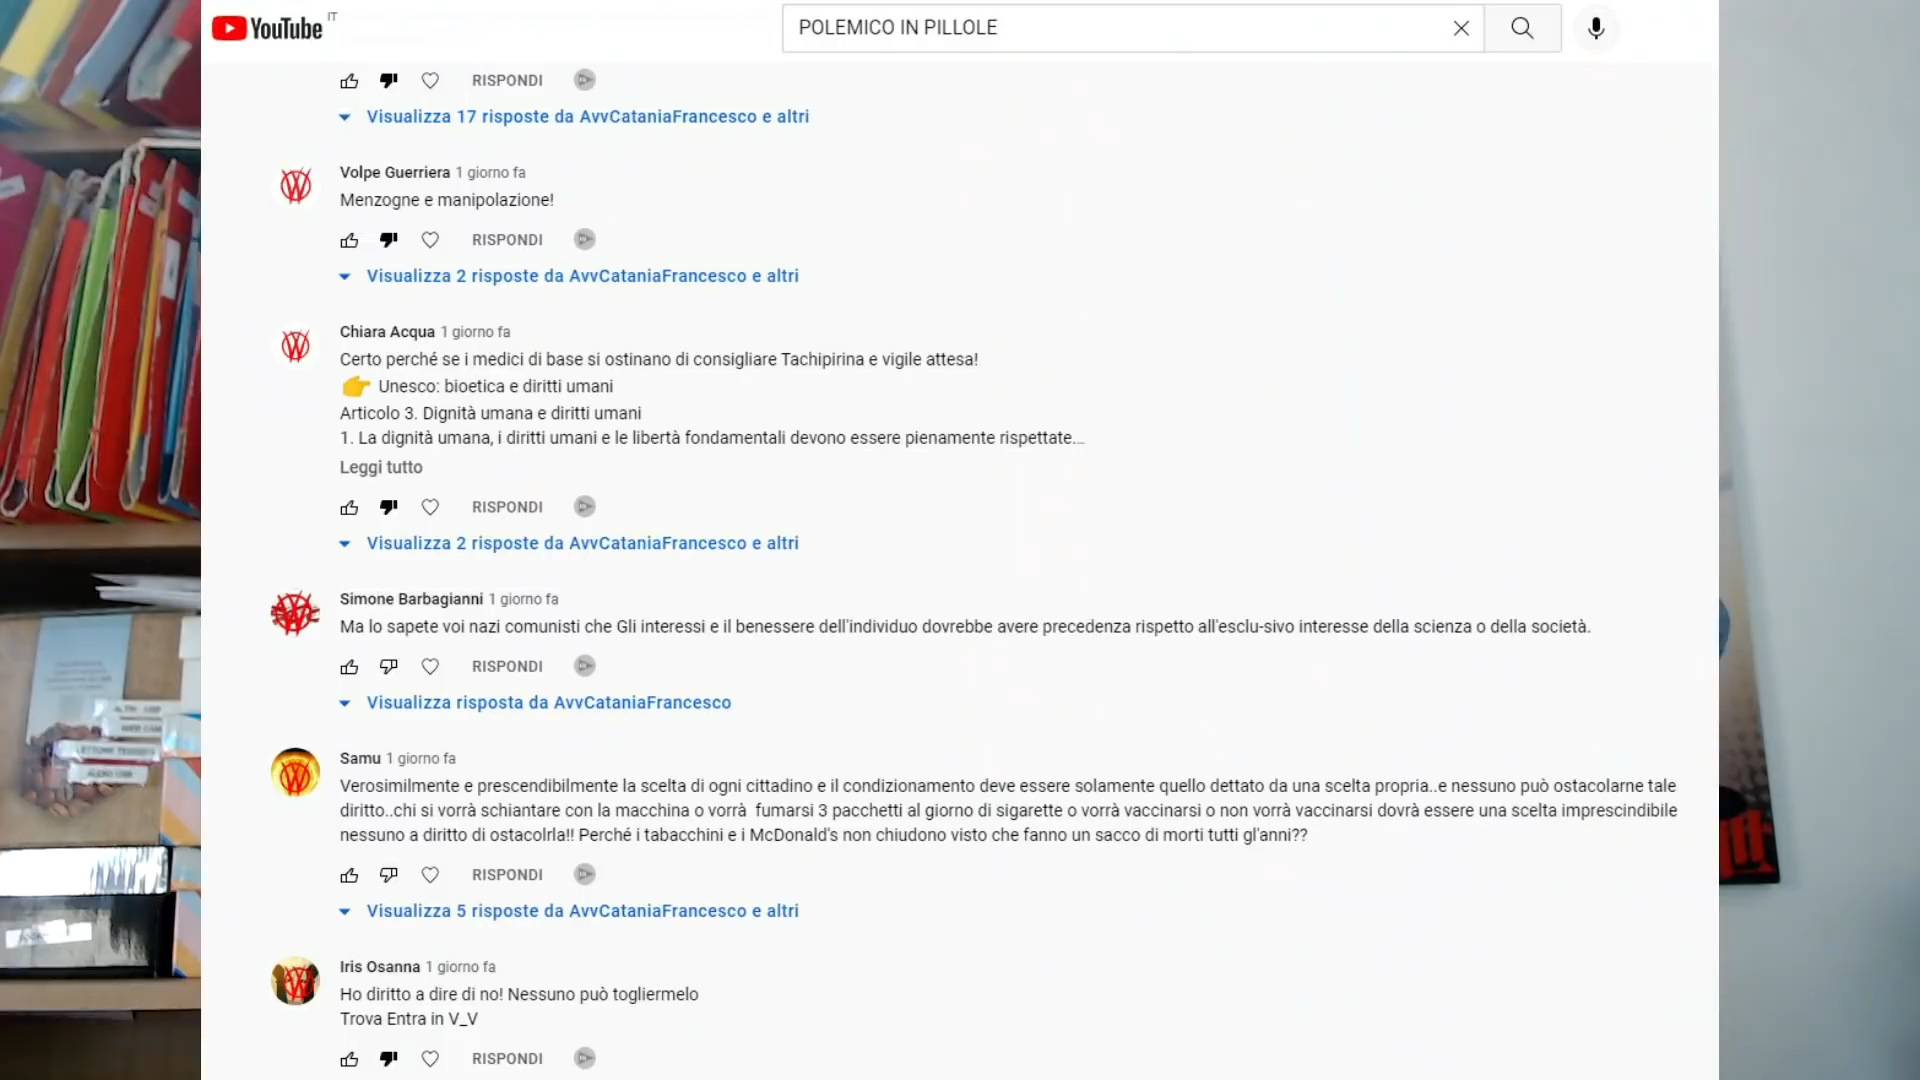 YouTube IT
POLEMICO IN PILLOLE
RISPONDI
Visualizza 17 risposte da AvvCataniaFrancesco e altri
Volpe Guerriera 1 giorno fa
Menzogne e manipolazione!
RISPONDI
Visualizza 2 risposte da AvvCataniaFrancesco e altri
Chiara Acqua 1 giorno fa
Certo perché se i medici di base si ostinano di consigliare Tachipirina e vigile attesa!
👉 Unesco: bioetica e diritti umani
Articolo 3. Dignità umana e diritti umani
1. La dignità umana, i diritti umani e le libertà fondamentali devono essere pienamente rispettate...
Leggi tutto
RISPONDI
Visualizza 2 risposte da AvvCataniaFrancesco e altri
Simone Barbagianni 1 giorno fa
Ma lo sapete voi nazi comunisti che Gli interessi e il benessere dell'individuo dovrebbe avere precedenza rispetto all'esclu-sivo interesse della scienza o della società.
RISPONDI
Visualizza risposta da AvvCataniaFrancesco
Samu 1 giorno fa
Verosimilmente e prescendibilmente la scelta di ogni cittadino e il condizionamento deve essere solamente quello dettato da una scelta propria..e nessuno può ostacolarne tale
diritto..chi si vorrà schiantare con la macchina o vorrà  fumarsi 3 pacchetti al giorno di sigarette o vorrà vaccinarsi o non vorrà vaccinarsi dovrà essere una scelta imprescindibile
nessuno a diritto di ostacolrla!! Perché i tabacchini e i McDonald's non chiudono visto che fanno un sacco di morti tutti gl'anni??
RISPONDI
Visualizza 5 risposte da AvvCataniaFrancesco e altri
Iris Osanna 1 giorno fa
Ho diritto a dire di no! Nessuno può togliermelo
Trova Entra in V_V
RISPONDI